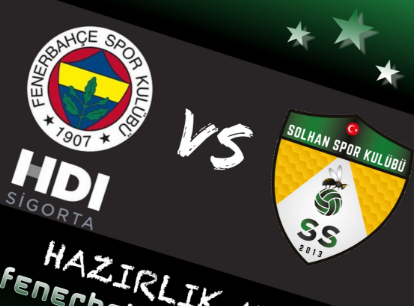 FENERBAHÇE SPOR KULÜBÜ
1907
HDI
SİGORTA
VS
SOLHAN SPOR KULÜBÜ
SS
2013
HAZIRLIK